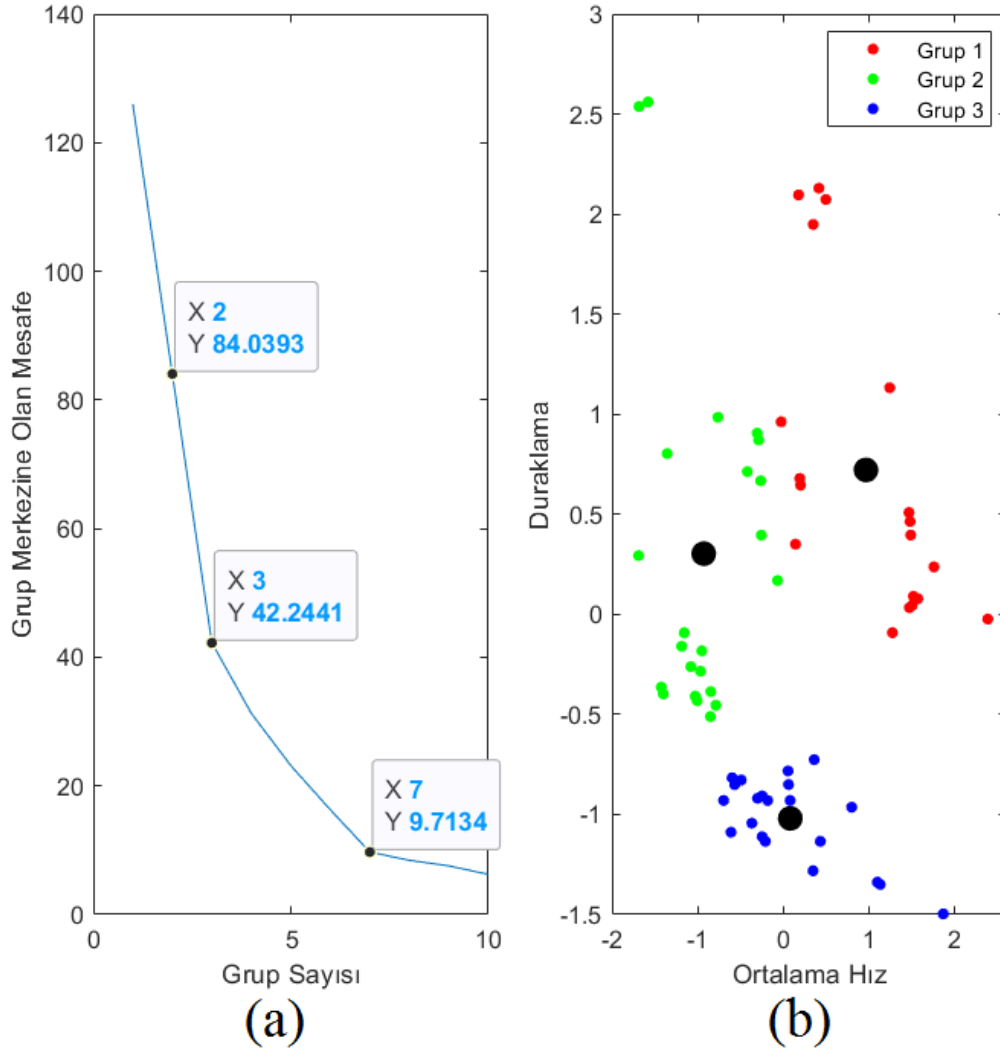 140
120
100
80
60
40
20
0
Grup Merkezine Olan Mesafe
X 2
Y 84.0393
X 3
Y 42.2441
X 7
Y 9.7134
0
5
10
Grup Sayısı
(a)
3
2.5
2
1.5
1
0.5
0
-0.5
-1
-1.5
Duraklama
Grup 1
Grup 2
Grup 3
-2
-1
0
1
2
Ortalama Hız
(b)